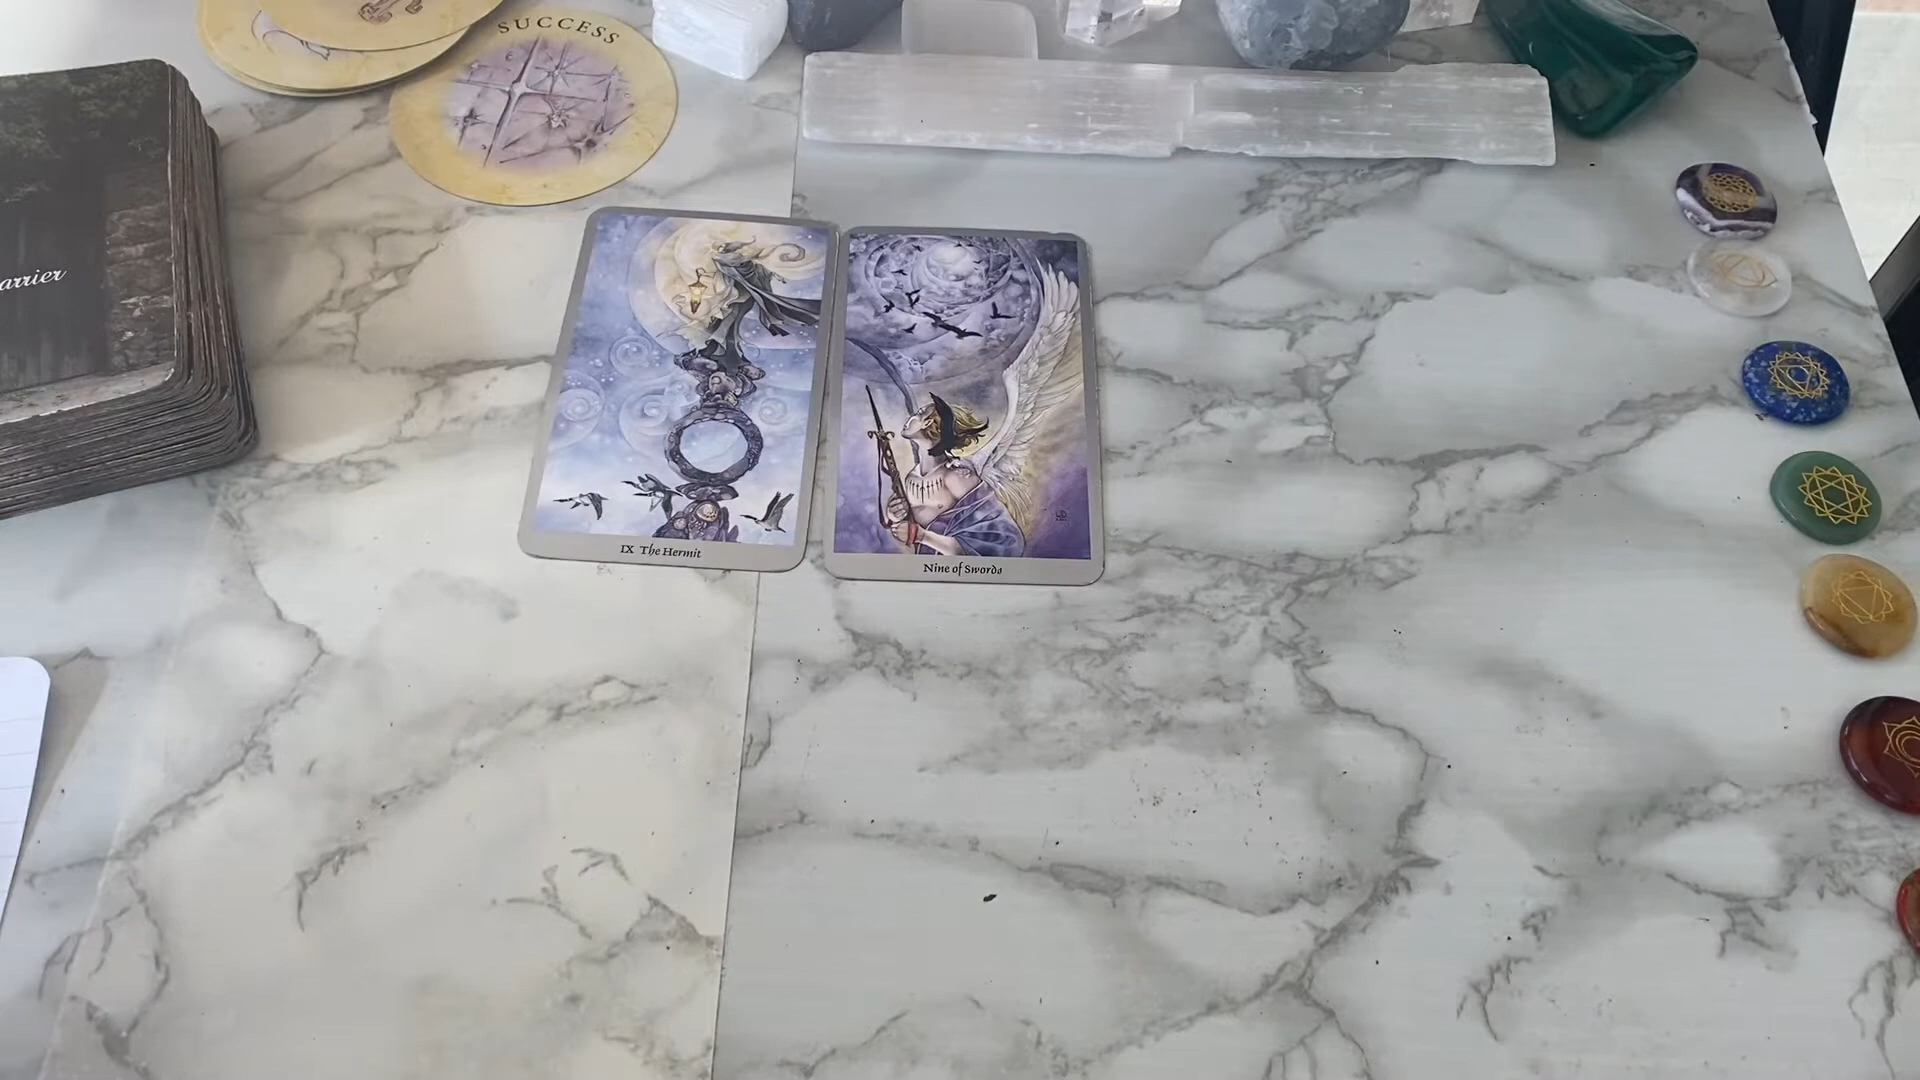 SUCCESS
arrier
IX The Hermit
Nine of Swords